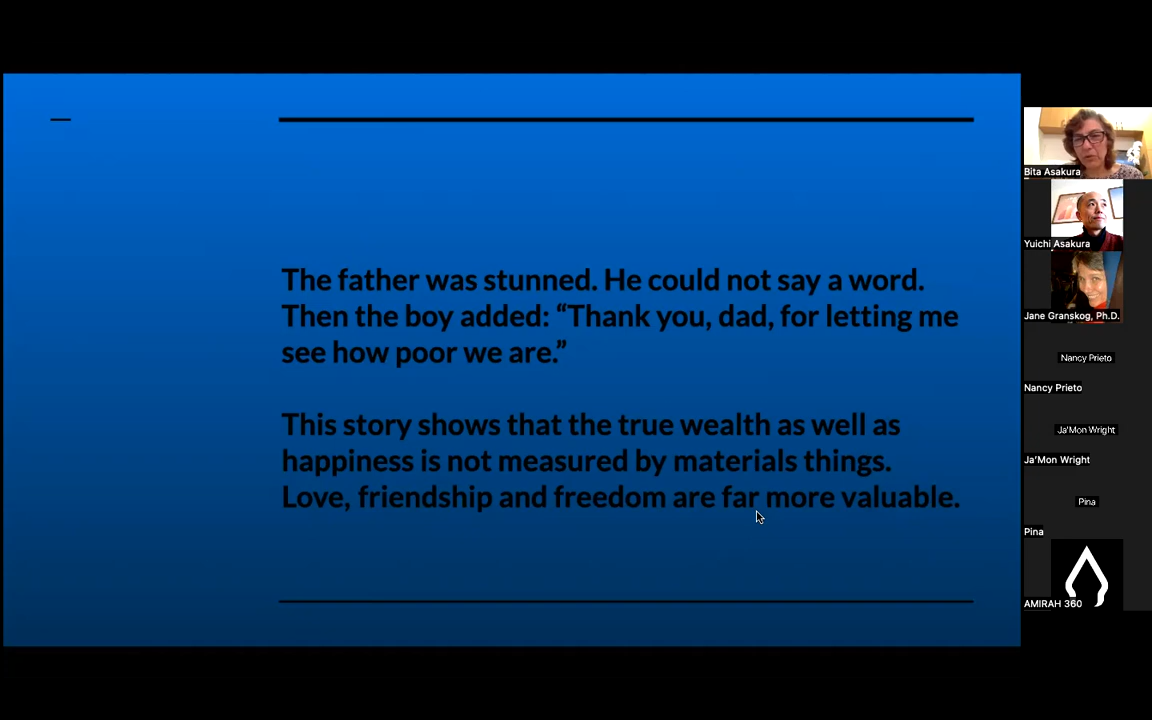 The father was stunned. He could not say a word.
Then the boy added: “Thank you, dad, for letting me
see how poor we are.”
This story shows that the true wealth as well as
happiness is not measured by materials things.
Love, friendship and freedom are far more valuable.
Bita Asakura
Yuichi Asakura
Jane Granskog, Ph.D.
Nancy Prieto
Nancy Prieto
Ja'Mon Wright
Ja'Mon Wright
Pina
Pina
AMIRAH 360